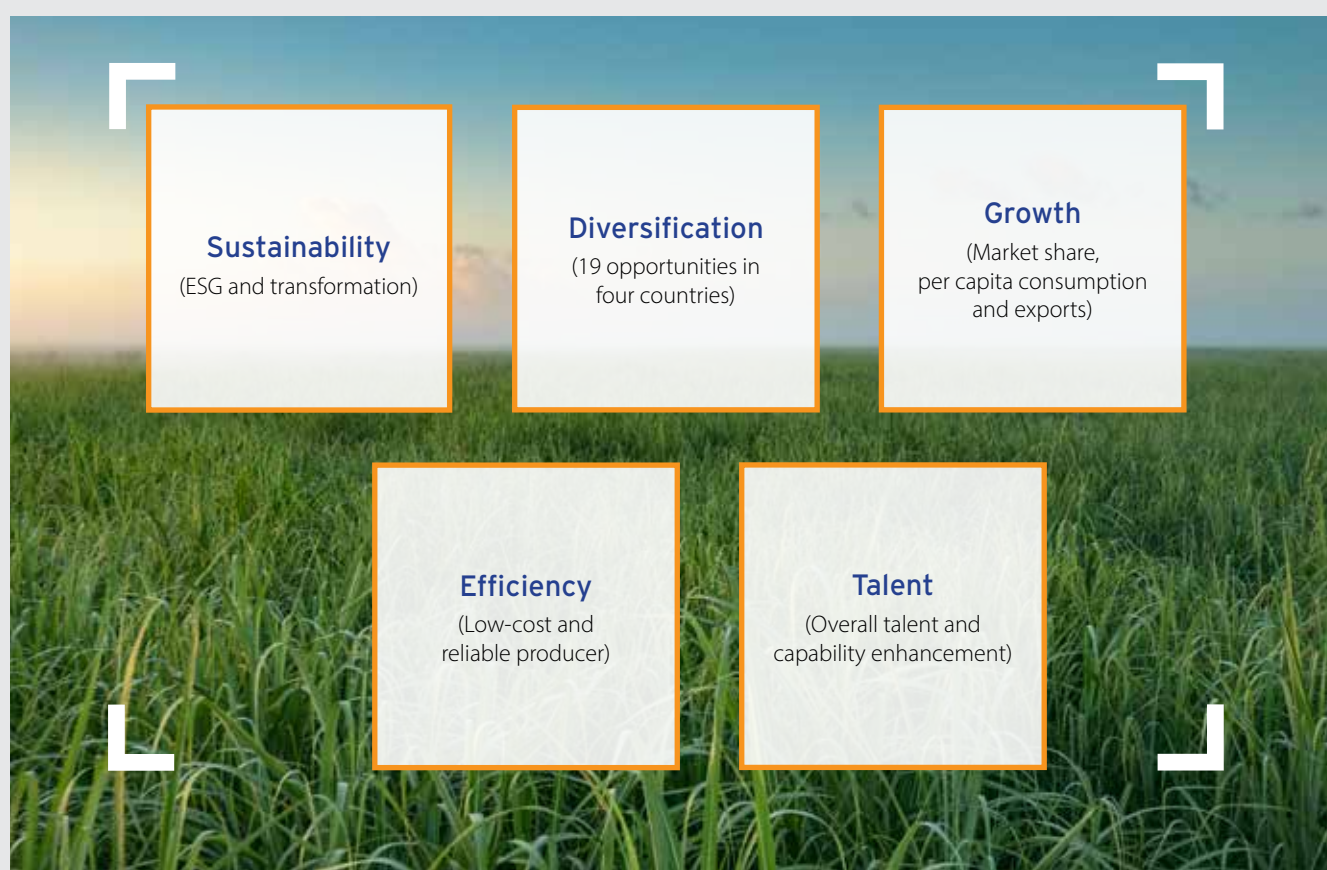 Sustainability
(ESG and transformation)
Diversification
(19 opportunities in
four countries)
Growth
(Market share,
per capita consumption
and exports)
Efficiency
(Low-cost and
reliable producer)
Talent
(Overall talent and
capability enhancement)